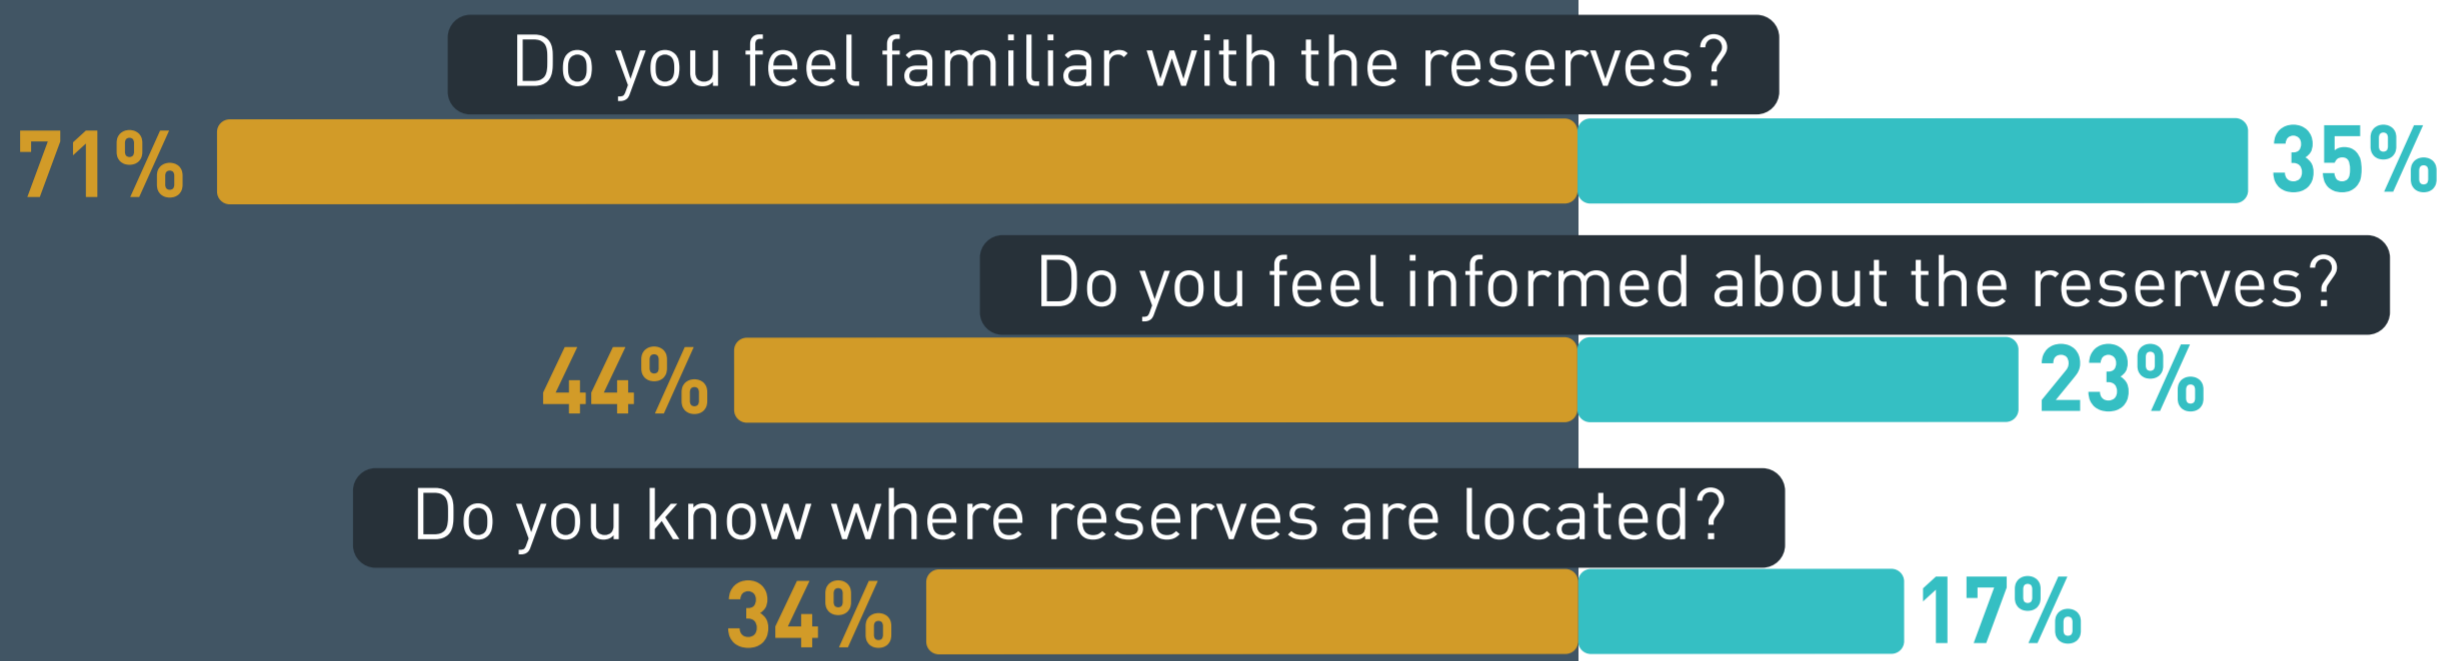 Do you feel familiar with the reserves?
71% 35%
Do you feel informed about the reserves?
44% 23%
Do you know where reserves are located?
34% 17%